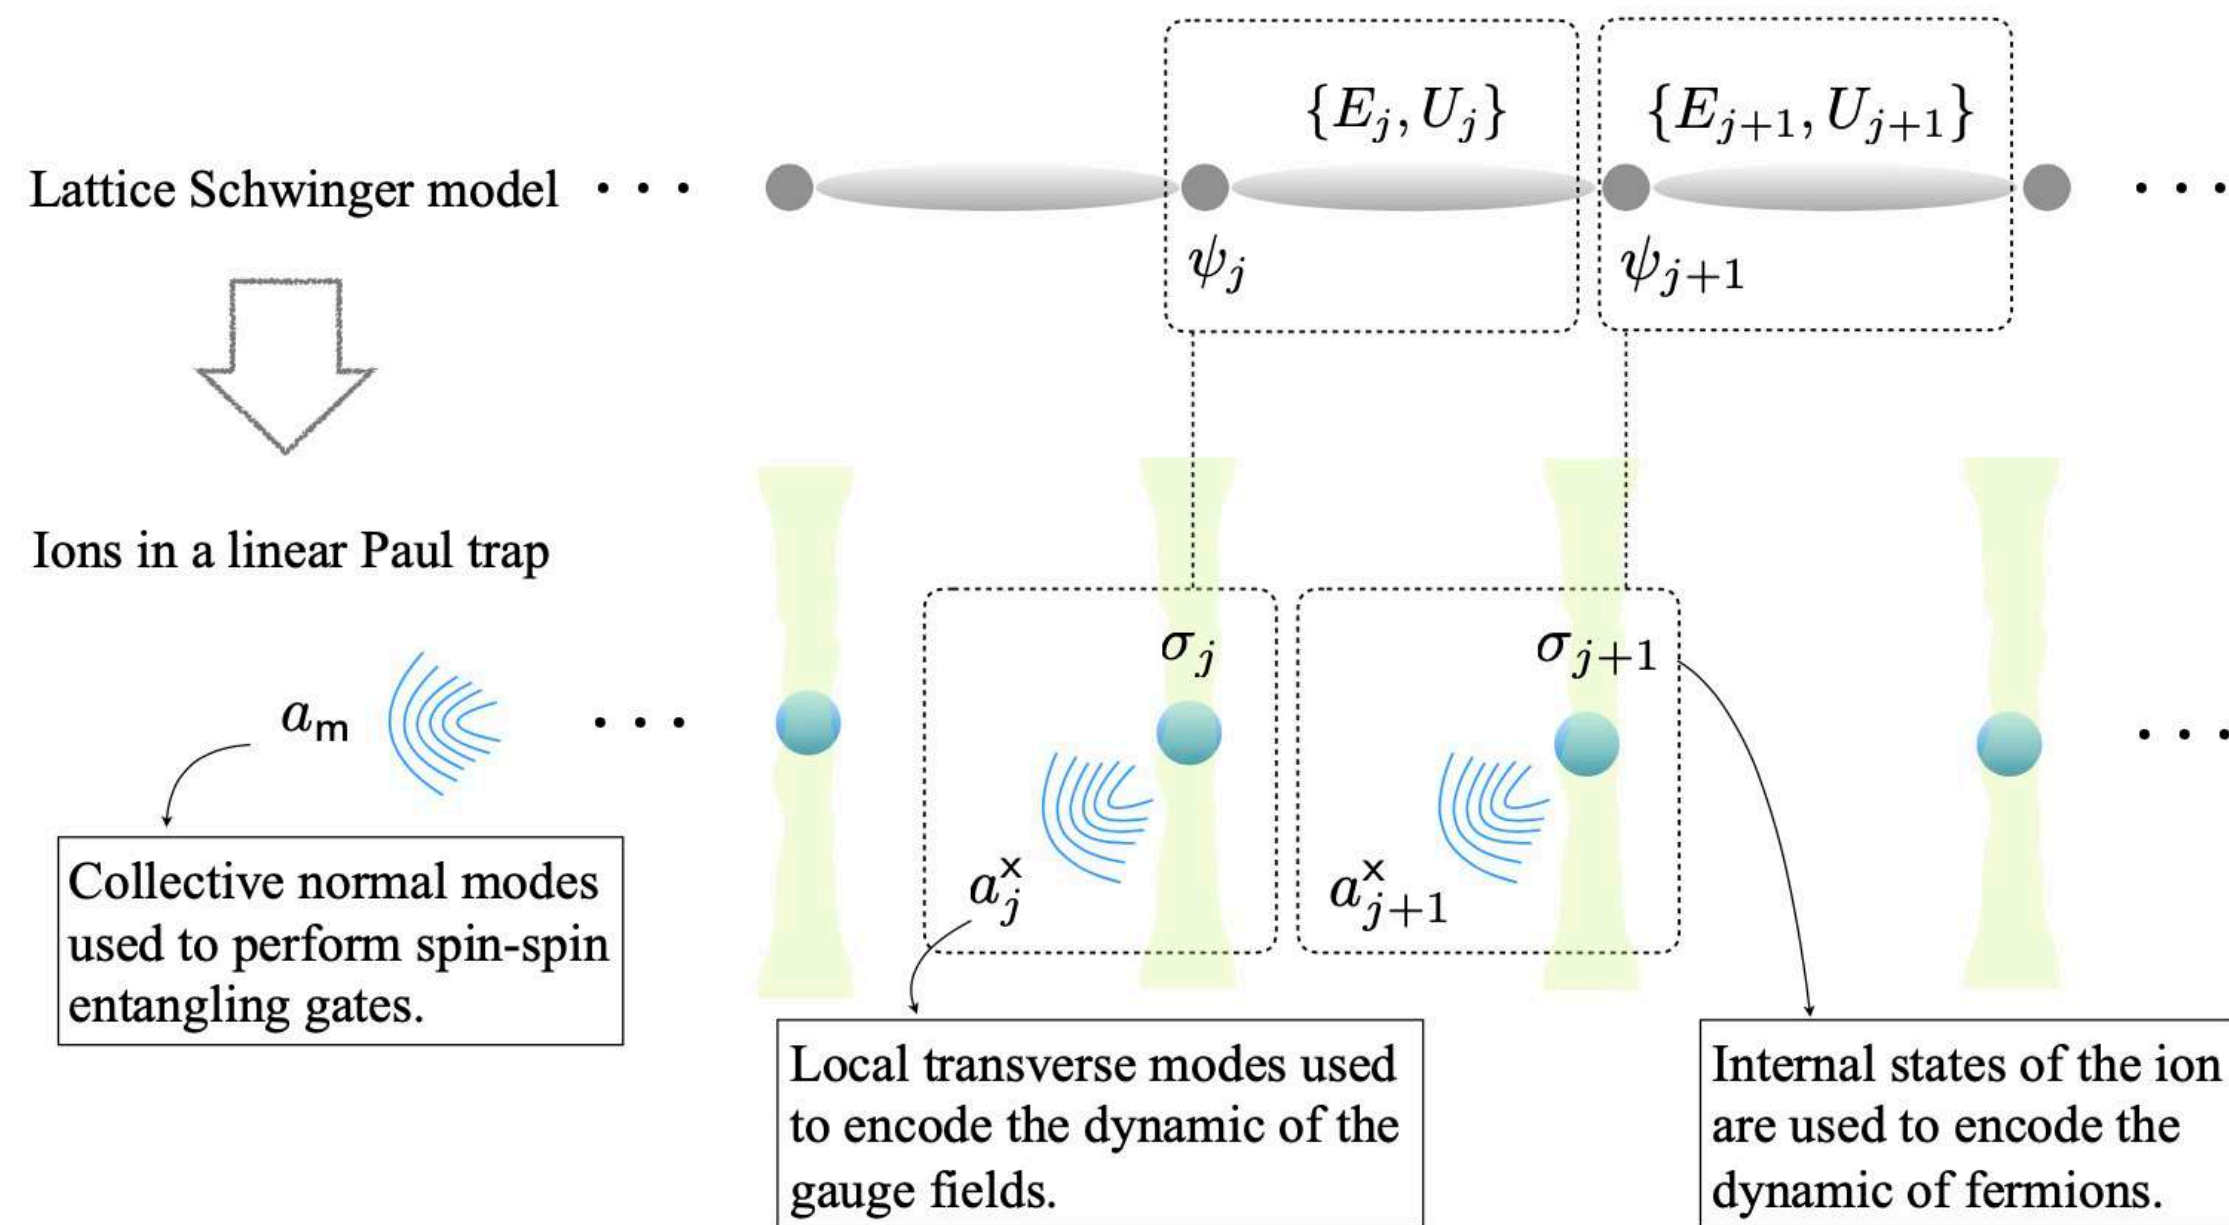 {E_j, U_j} {E_{j+1}, U_{j+1}}
Lattice Schwinger model · · · · · ·
ψ_j ψ_{j+1}
Ions in a linear Paul trap
σ_j σ_{j+1}
a_m · · · · · ·
a_j^x a_{j+1}^x
Collective normal modes
used to perform spin-spin
entangling gates.
Local transverse modes used
to encode the dynamic of the
gauge fields.
Internal states of the ion
are used to encode the
dynamic of fermions.